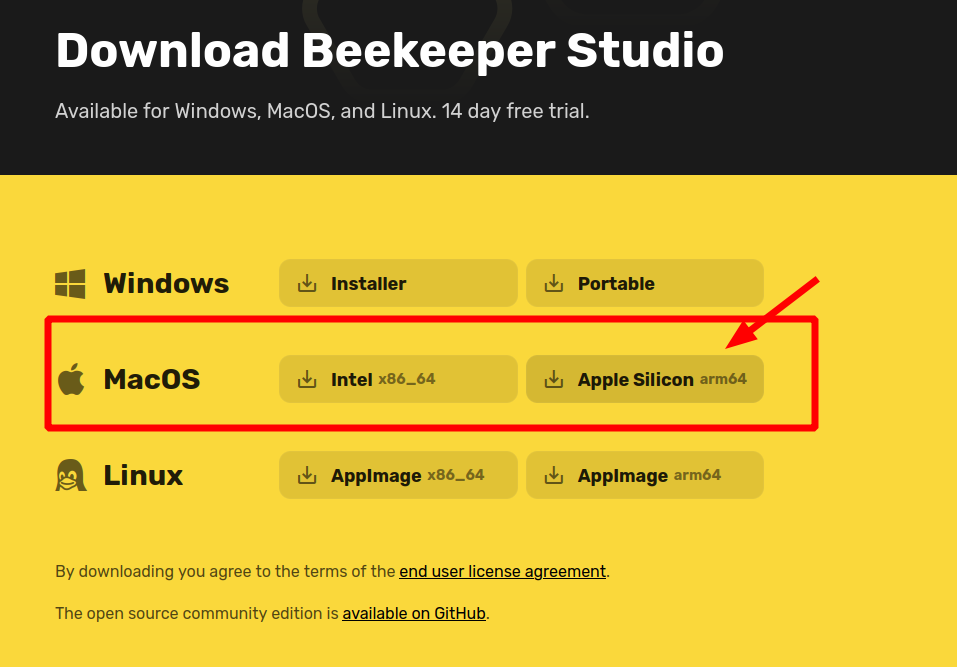 Download Beekeeper Studio
Available for Windows, MacOS, and Linux. 14 day free trial.
Windows Installer Portable
MacOS Intel x86_64 Apple Silicon arm64
Linux AppImage x86_64 AppImage arm64
By downloading you agree to the terms of the end user license agreement.
The open source community edition is available on GitHub.